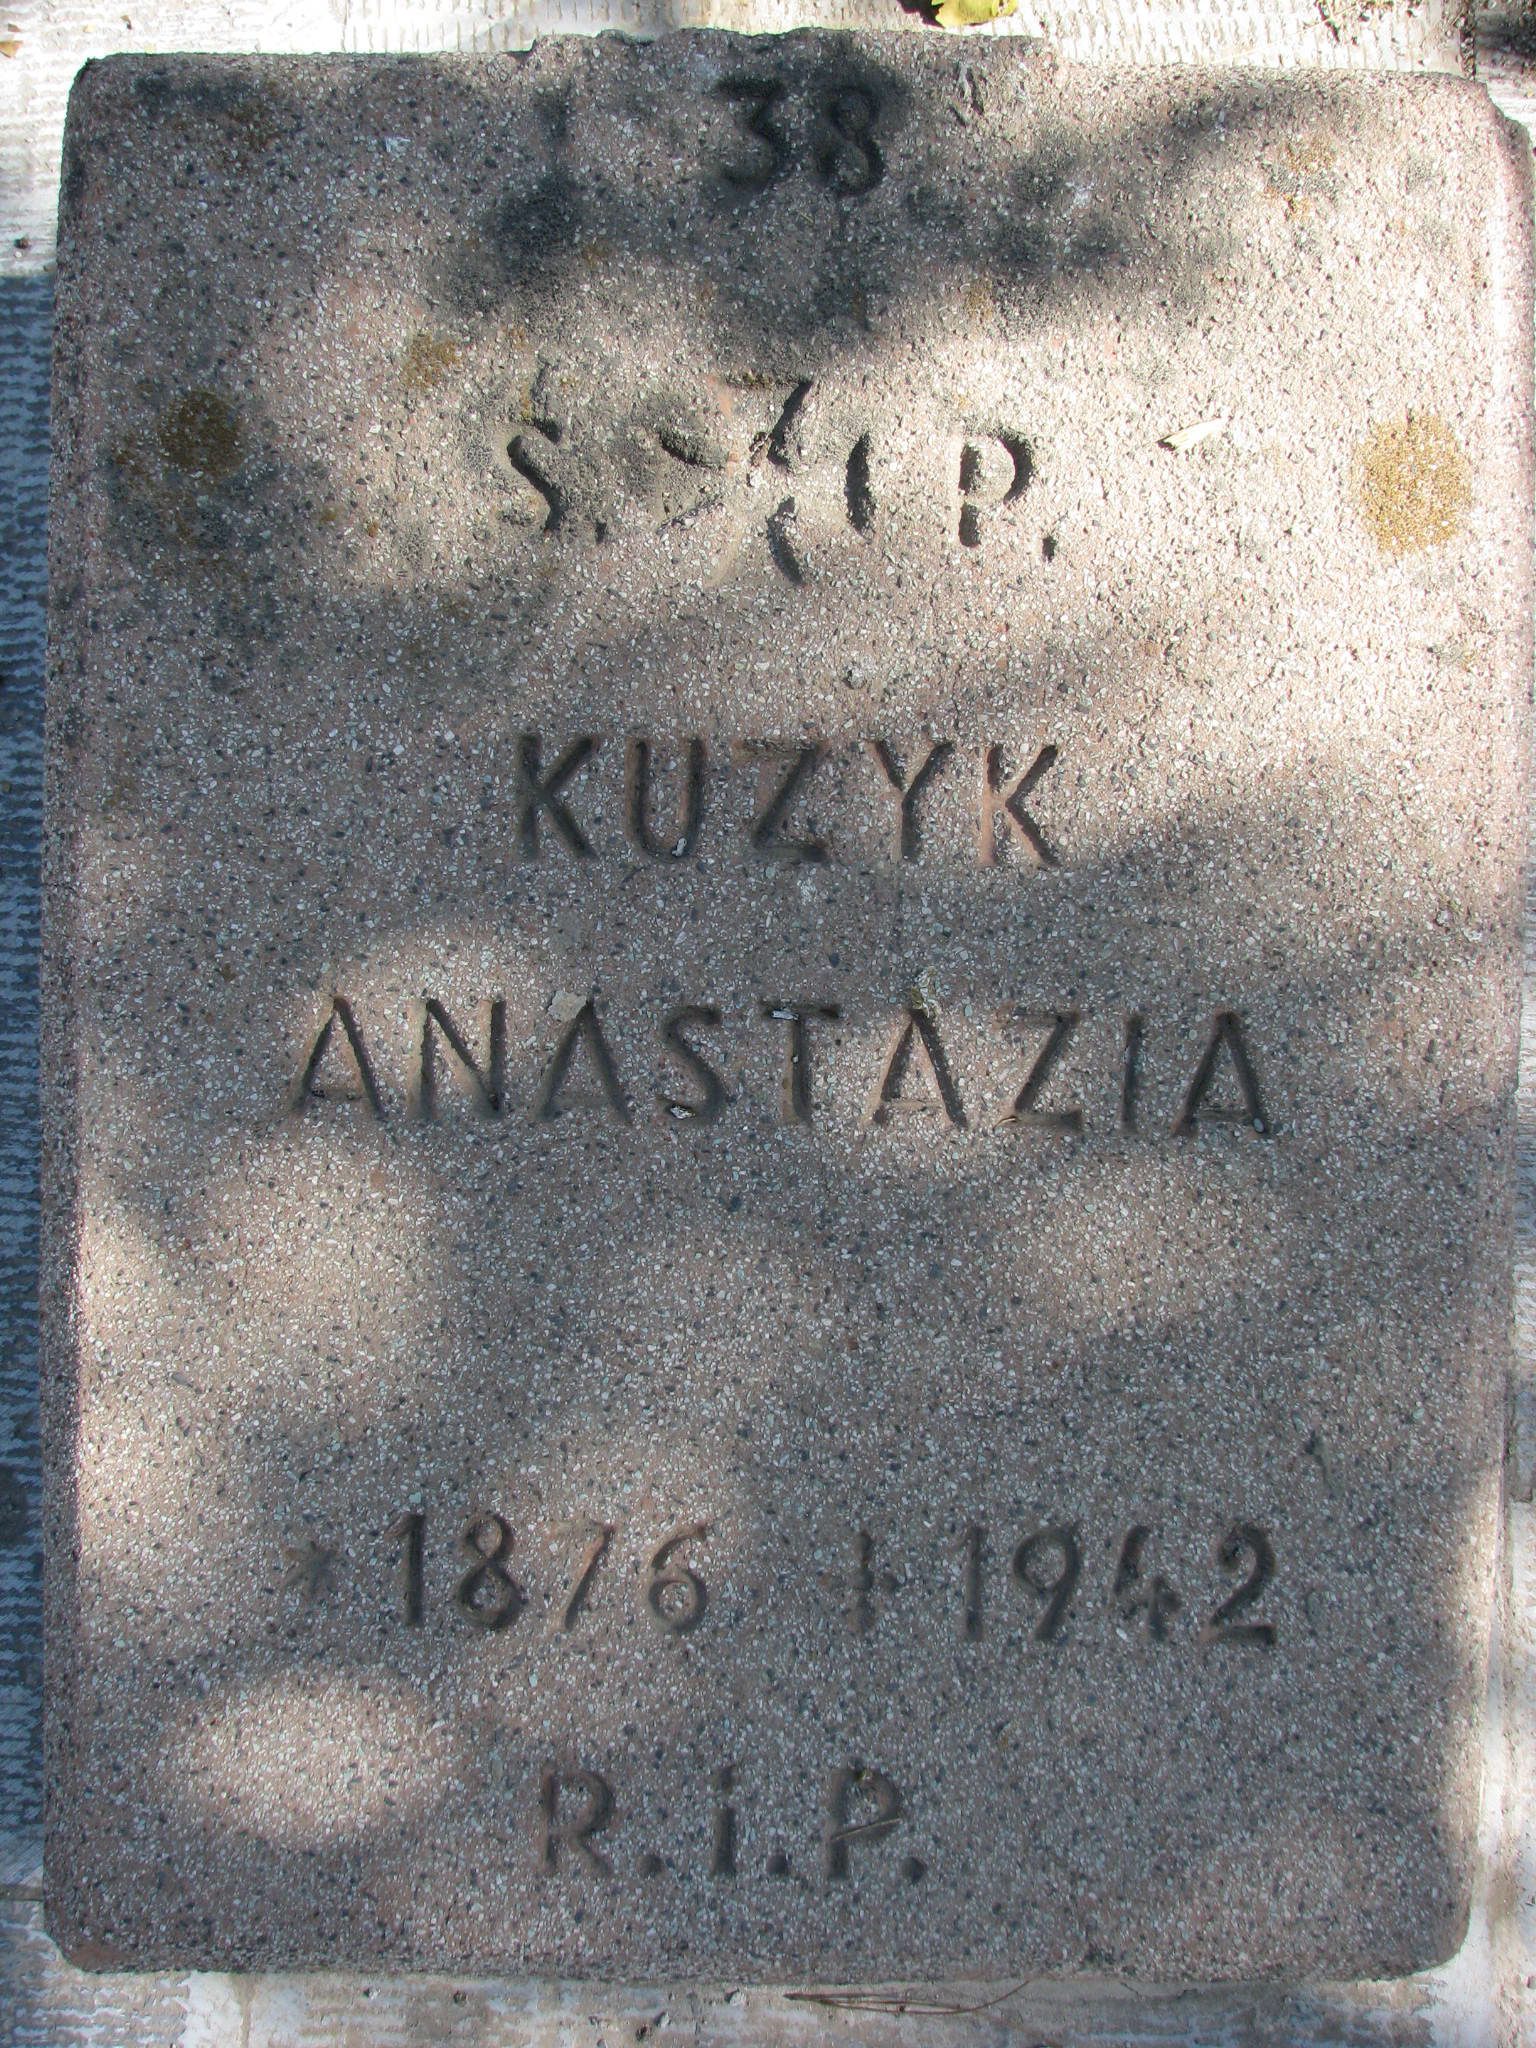 38
S. P.
KUZYK
ANASTAZIA
* 1876 † 1942
R.i.P.